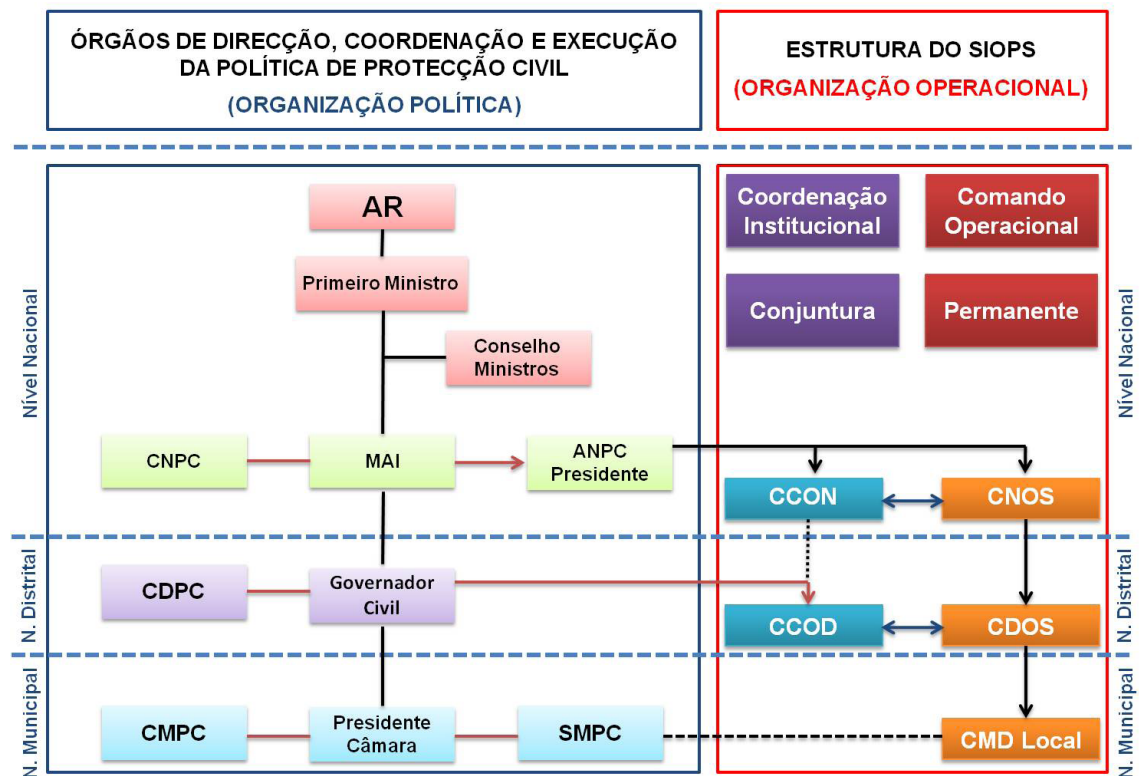 ÓRGÃOS DE DIRECÇÃO, COORDENAÇÃO E EXECUÇÃO
DA POLÍTICA DE PROTECÇÃO CIVIL
(ORGANIZAÇÃO POLÍTICA)
ESTRUTURA DO SIOPS
(ORGANIZAÇÃO OPERACIONAL)
Nível Nacional
AR
Primeiro Ministro
Conselho
Ministros
CNPC
MAI
ANPC
Presidente
Coordenação
Institucional
Comando
Operacional
Conjuntura
Permanente
CCON
CNOS
Nível Nacional
N. Distrital
CDPC
Governador
Civil
CCOD
CDOS
N. Distrital
N. Municipal
CMPC
Presidente
Câmara
SMPC
CMD Local
N. Municipal